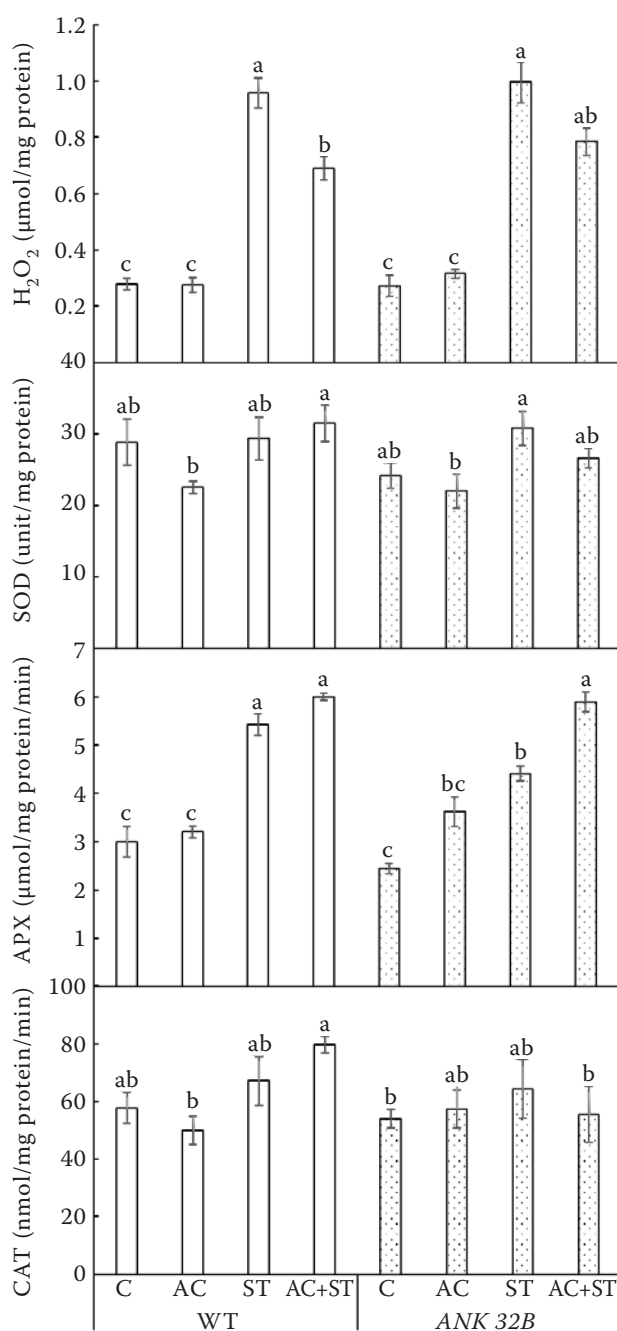 1.2
1.0
0.8
0.6
0.4
0.2
H₂O₂ (μmol/mg protein)
c c a b c c a ab
40
30
20
10
SOD (unit/mg protein)
ab b ab a ab b a ab
7
6
5
4
3
2
1
APX (μmol/mg protein/min)
c c a a c bc b a
100
80
60
40
20
0
CAT (nmol/mg protein/min)
ab b ab a b ab ab b
C AC ST AC+ST C AC ST AC+ST
WT ANK 32B